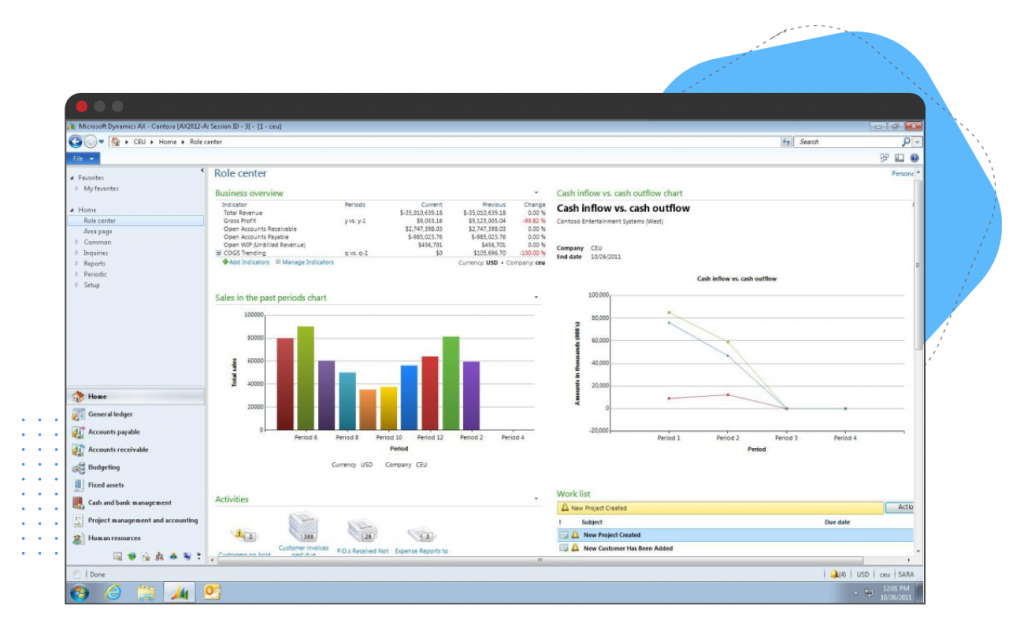 Microsoft Dynamics AX - Contoso [AX2012-A: Session ID - 3] - [1 - ceu]
CEU Home Role center
Search
File
Favorites
My favorites
Home
Role center
Area page
Common
Inquiries
Reports
Periodic
Setup
Home
General ledger
Accounts payable
Accounts receivable
Budgeting
Fixed assets
Cash and bank management
Project management and accounting
Human resources
Role center
Persona
Business overview
Indicator Periods Current Previous Change
Total Revenue $-35,010,639.18 $-35,010,639.18 0.00 %
Gross Profit y vs. y-1 $9,053.16 $5,123,005.04 -99.82 %
Open Accounts Receivable $2,747,398.03 $2,747,398.03 0.00 %
Open Accounts Payable $-985,023.76 $-985,023.76 0.00 %
Open WIP (Unbilled Revenue) $456,701 $456,701 0.00 %
COGS Trending q vs. q-1 $0 $105,696.70 -100.00 %
Add Indicators Manage Indicators
Currency: USD • Company: ceu
Sales in the past periods chart
Total sales
100000
80000
60000
40000
20000
0
Period 6 Period 8 Period 10 Period 12 Period 2 Period 4
Period
Currency USD Company CEU
Activities
2
388
28
3
Customers on hold
Customer invoices
past due
P.O.s Received Not
Expense Reports to
Cash inflow vs. cash outflow chart
Cash inflow vs. cash outflow
Contoso Entertainment Systems (West)
Company CEU
End date 10/26/2011
Cash inflow vs. cash outflow
Amounts in thousands (000's)
100,000
80,000
60,000
40,000
20,000
0
-20,000
Period 1 Period 2 Period 3 Period 4
Period
Work list
New Project Created
Actio
! Subject Due date
New Project Created
New Customer Has Been Added
Done
(4) USD ceu SARA
12:01 PM
10/26/2011